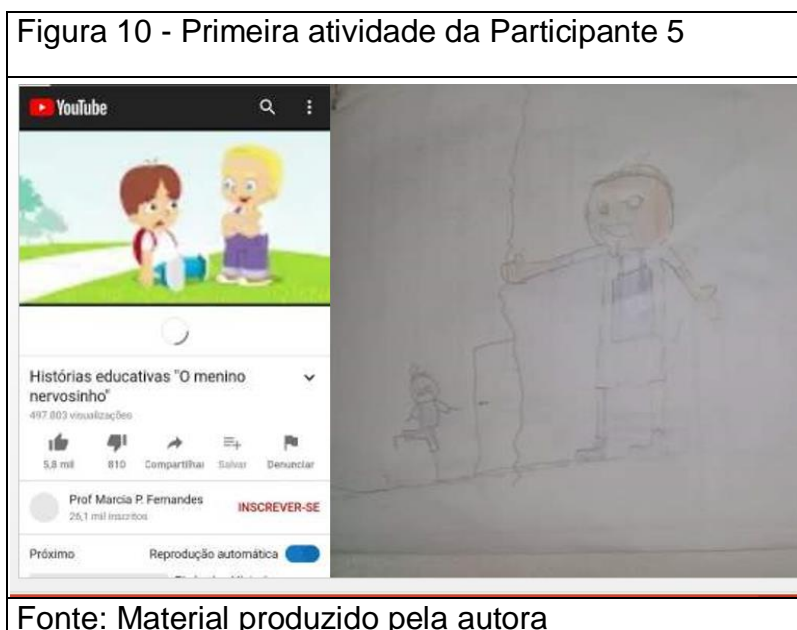 Figura 10 - Primeira atividade da Participante 5
YouTube
Histórias educativas "O menino
nervosinho"
497.803 visualizações
5,8 mil 810 Compartilhar Salvar Denunciar
Prof Marcia P. Fernandes
26,1 mil inscritos
INSCREVER-SE
Próximo Reprodução automática
Fonte: Material produzido pela autora